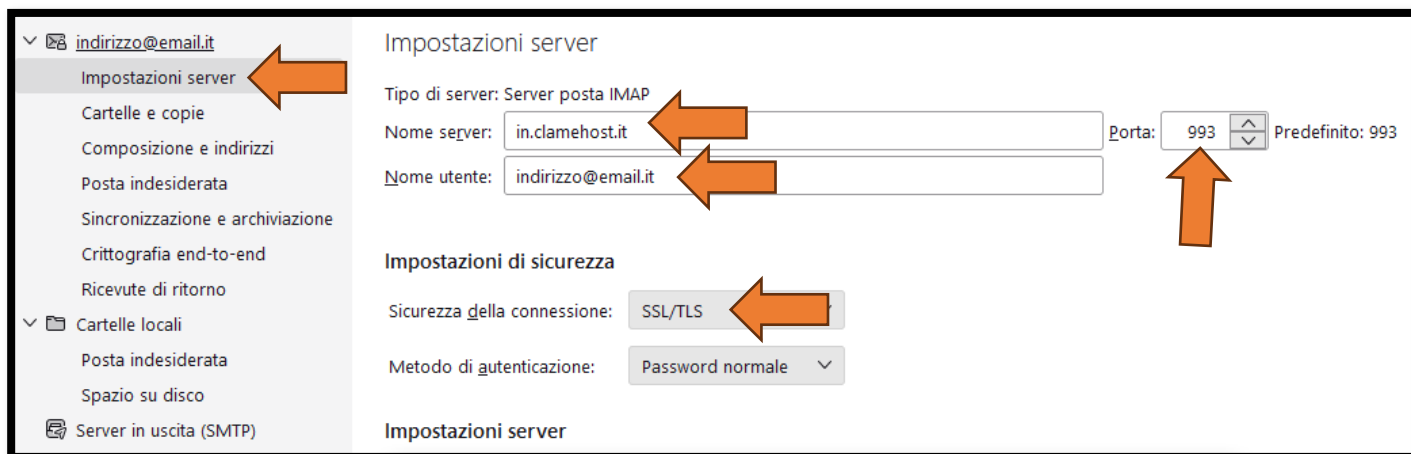 indirizzo@email.it
Impostazioni server
Cartelle e copie
Composizione e indirizzi
Posta indesiderata
Sincronizzazione e archiviazione
Crittografia end-to-end
Ricevute di ritorno
Cartelle locali
Posta indesiderata
Spazio su disco
Server in uscita (SMTP)
Impostazioni server
Tipo di server: Server posta IMAP
Nome server: in.clamehost.it Porta: 993 Predefinito: 993
Nome utente: indirizzo@email.it
Impostazioni di sicurezza
Sicurezza della connessione: SSL/TLS
Metodo di autenticazione: Password normale
Impostazioni server